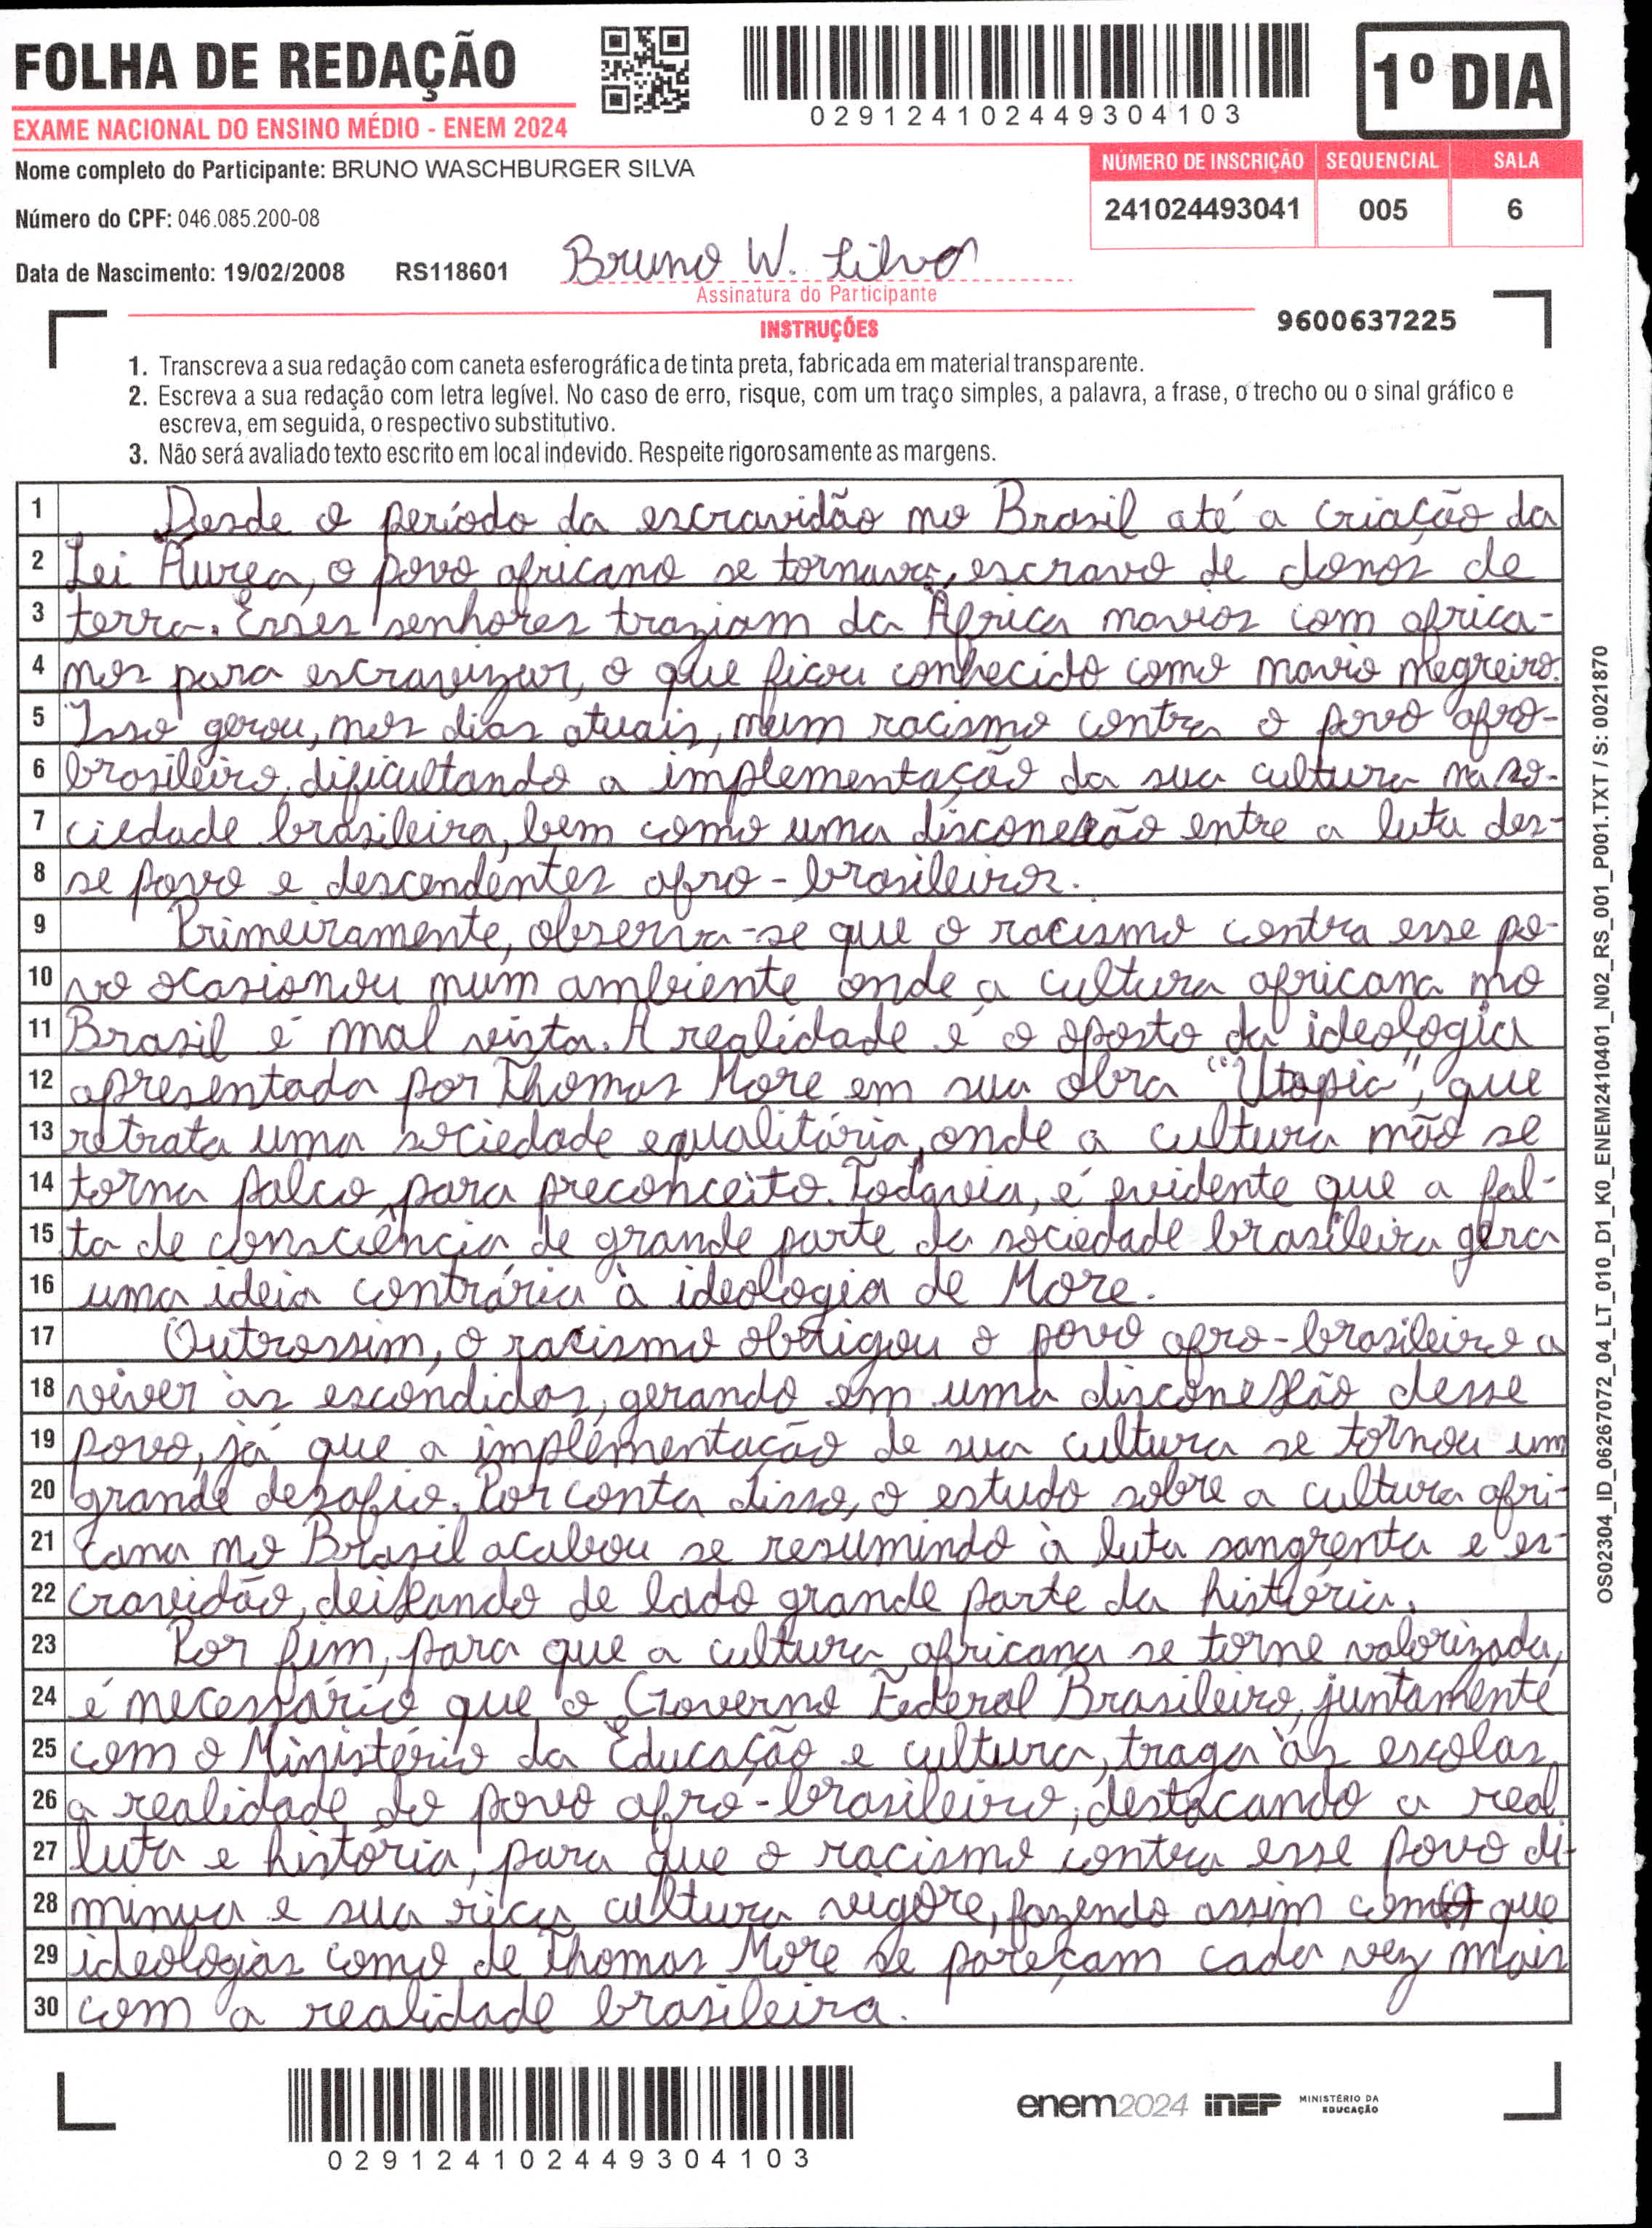 FOLHA DE REDAÇÃO
EXAME NACIONAL DO ENSINO MÉDIO - ENEM 2024
029124102449304103
1º DIA
Nome completo do Participante: BRUNO WASCHBURGER SILVA
NÚMERO DE INSCRIÇÃO SEQUENCIAL SALA
241024493041 005 6
Número do CPF: 046.085.200-08
Data de Nascimento: 19/02/2008 RS118601
Bruno W. Silva
Assinatura do Participante
INSTRUÇÕES
9600637225
1. Transcreva a sua redação com caneta esferográfica de tinta preta, fabricada em material transparente.
2. Escreva a sua redação com letra legível. No caso de erro, risque, com um traço simples, a palavra, a frase, o trecho ou o sinal gráfico e
escreva, em seguida, o respectivo substitutivo.
3. Não será avaliado texto escrito em local indevido. Respeite rigorosamente as margens.
1 Desde o período da escravidão no Brasil até a criação da
2 Lei Áurea, o povo africano se tornava escravo de donos de
3 terra. Esses senhores traziam da África navios com africa-
4 nos para escravizar, o que ficou conhecido como navio negreiro.
5 Isso gerou, nos dias atuais, num racismo contra o povo afro-
6 brasileiro, dificultando a implementação da sua cultura na so-
7 ciedade brasileira, bem como uma disconexão entre a luta des-
8 se povo e descendentes afro-brasileiros.
9 Primeiramente, observa-se que o racismo contra esse po-
10 vo ocasionou num ambiente onde a cultura africana no
11 Brasil é mal vista. A realidade é o oposto da ideologia
12 apresentada por Thomas More em sua obra "Utopia", que
13 retrata uma sociedade equalitária, onde a cultura não se
14 torna palco para preconceito. Todavia, é evidente que a fal-
15 ta de consciência de grande parte da sociedade brasileira gera
16 uma ideia contrária à ideologia de More.
17 Outrossim, o racismo obrigou o povo afro-brasileiro a
18 viver às escondidas, gerando em uma disconexão desse
19 povo, já que a implementação de sua cultura se tornou um
20 grande desafio. Por conta disso, o estudo sobre a cultura afri-
21 cana no Brasil acabou se resumindo à luta sangrenta e es-
22 cravidão, deixando de lado grande parte da história.
23 Por fim, para que a cultura africana se torne valorizada,
24 é necessário que o Governo Federal Brasileiro, juntamente
25 com o Ministério da Educação e cultura, traga às escolas
26 a realidade do povo afro-brasileiro, destacando a real
27 luta e história, para que o racismo contra esse povo di-
28 minua e sua rica cultura vigore, fazendo assim com que
29 ideologias como de Thomas More se pareçam cada vez mais
30 com a realidade brasileira.
OS02304_ID_06267072_04_LT_010_D1_K0_ENEM2410401_N02_RS_001_P001.TXT / S: 0021870
029124102449304103
enem2024 inep MINISTÉRIO DA
EDUCAÇÃO